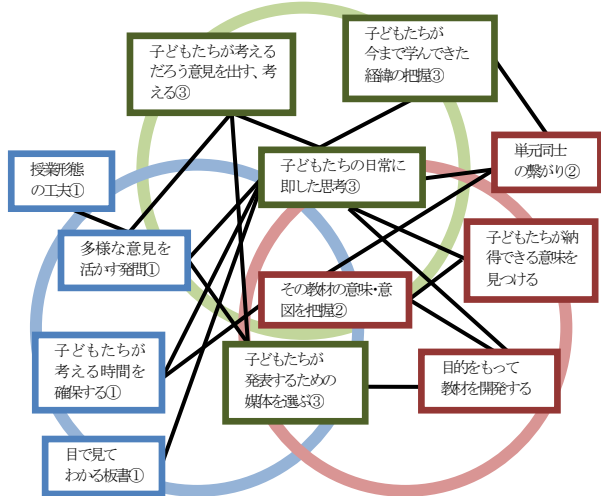 子どもたちが考える
だろう意見を出す、考
える③
子どもたちが
今まで学んできた
経緯の把握③
授業形態
の工夫①
子どもたちの日常に
即した思考③
単元同士
の繋がり②
多様な意見を
活かす発問①
子どもたちが納
得できる意味を
見つける
その教材の意味・意
図を把握②
子どもたちが
考える時間を
確保する①
子どもたちが
発表するための
媒体を選ぶ③
目的をもって
教材を開発する
目で見て
わかる板書①